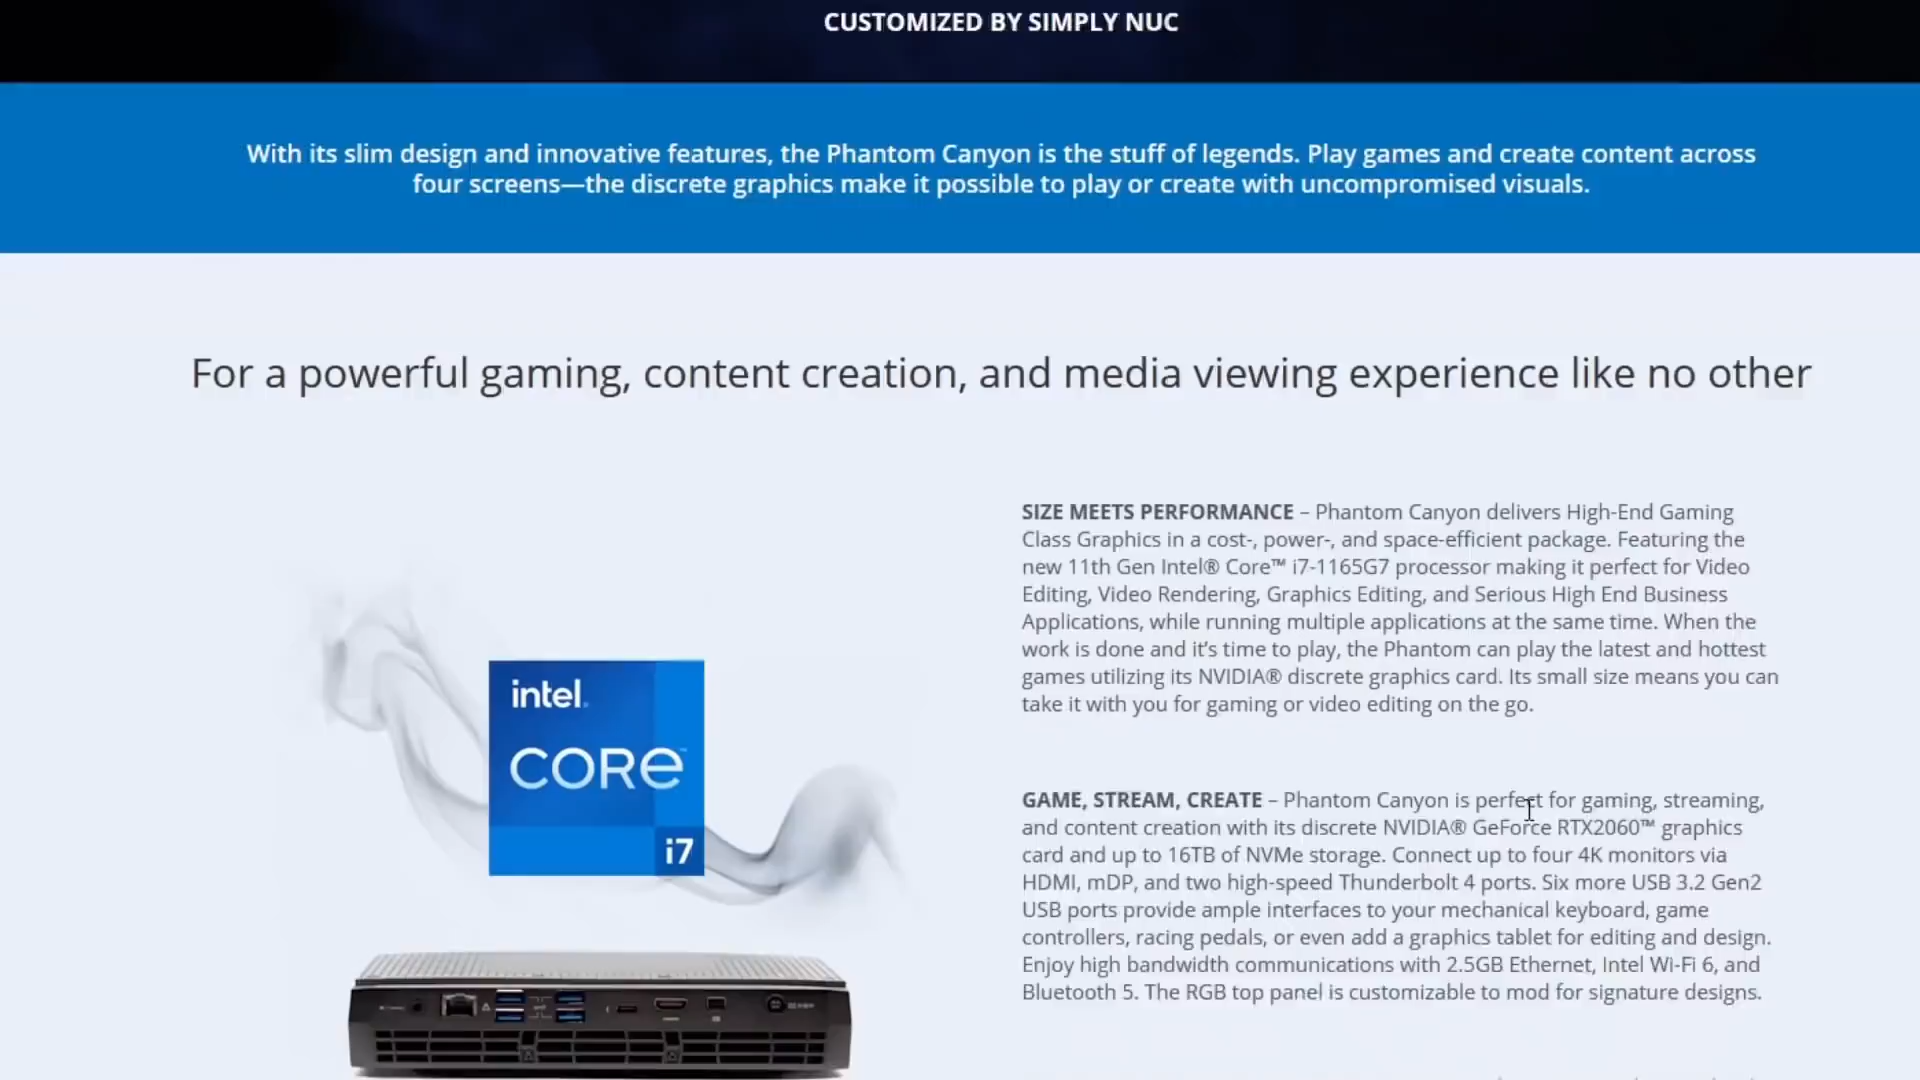 CUSTOMIZED BY SIMPLY NUC
With its slim design and innovative features, the Phantom Canyon is the stuff of legends. Play games and create content across
four screens—the discrete graphics make it possible to play or create with uncompromised visuals.
For a powerful gaming, content creation, and media viewing experience like no other
SIZE MEETS PERFORMANCE – Phantom Canyon delivers High-End Gaming
Class Graphics in a cost-, power-, and space-efficient package. Featuring the
new 11th Gen Intel® Core™ i7-1165G7 processor making it perfect for Video
Editing, Video Rendering, Graphics Editing, and Serious High End Business
Applications, while running multiple applications at the same time. When the
work is done and it’s time to play, the Phantom can play the latest and hottest
games utilizing its NVIDIA® discrete graphics card. Its small size means you can
take it with you for gaming or video editing on the go.
intel.
CORE™
i7
GAME, STREAM, CREATE – Phantom Canyon is perfect for gaming, streaming,
and content creation with its discrete NVIDIA® GeForce RTX2060™ graphics
card and up to 16TB of NVMe storage. Connect up to four 4K monitors via
HDMI, mDP, and two high-speed Thunderbolt 4 ports. Six more USB 3.2 Gen2
USB ports provide ample interfaces to your mechanical keyboard, game
controllers, racing pedals, or even add a graphics tablet for editing and design.
Enjoy high bandwidth communications with 2.5GB Ethernet, Intel Wi-Fi 6, and
Bluetooth 5. The RGB top panel is customizable to mod for signature designs.